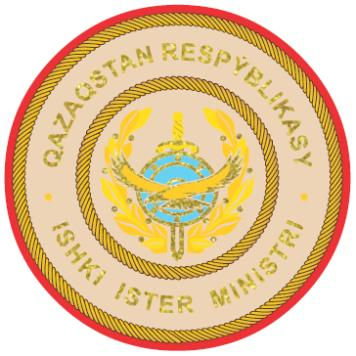 QAZAQSTAN RESPYBLIKASY
ISHKI ISTER MINISTRI